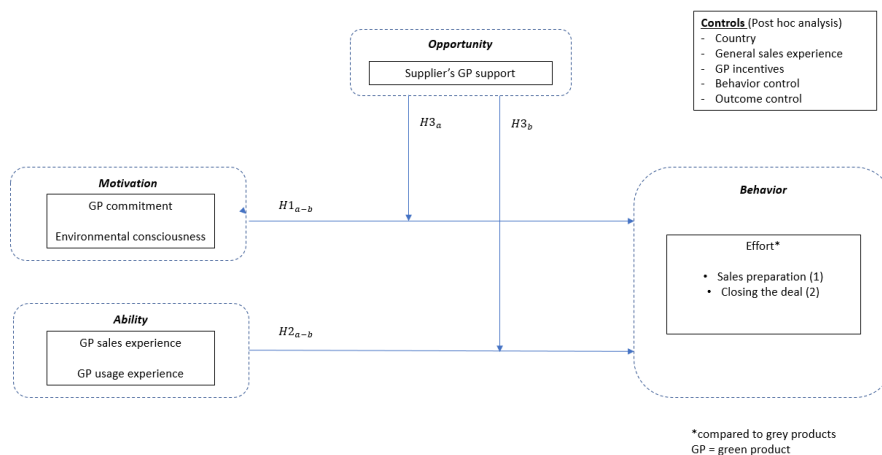 Opportunity
Supplier's GP support
Controls (Post hoc analysis)
- Country
- General sales experience
- GP incentives
- Behavior control
- Outcome control
H3a
H3b
Motivation
GP commitment
Environmental consciousness
H1a−b
Behavior
Effort*
• Sales preparation (1)
• Closing the deal (2)
Ability
GP sales experience
GP usage experience
H2a−b
*compared to grey products
GP = green product